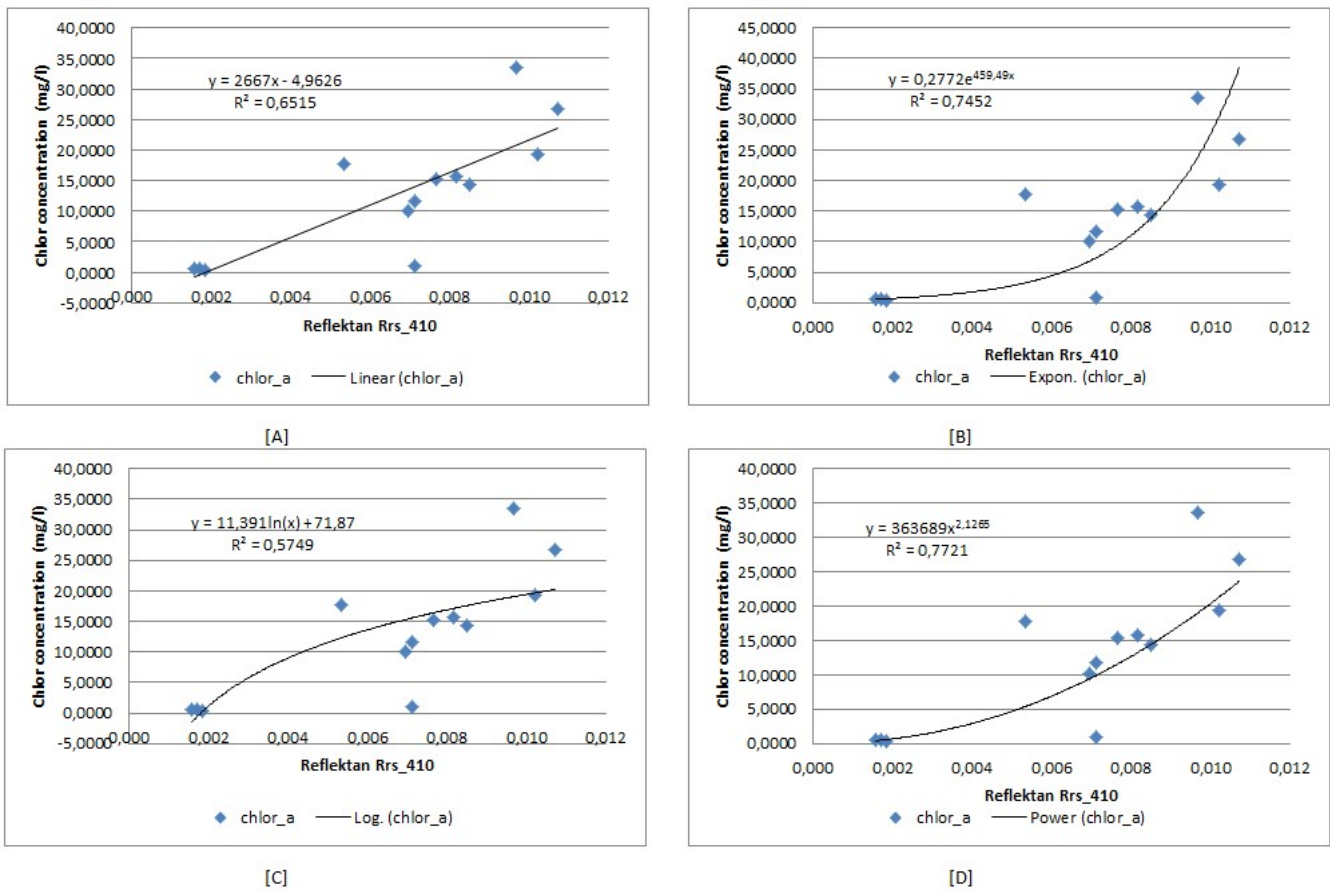 40,0000
35,0000
30,0000
25,0000
20,0000
15,0000
10,0000
5,0000
0,0000
-5,0000
Chlor concentration (mg/l)
y = 2667x - 4,9626
R² = 0,6515
0,000 0,002 0,004 0,006 0,008 0,010 0,012
Reflektan Rrs_410
chlor_a Linear (chlor_a)
[A]
45,0000
40,0000
35,0000
30,0000
25,0000
20,0000
15,0000
10,0000
5,0000
0,0000
Chlor concentration (mg/l)
y = 0,2772e^459,49x
R² = 0,7452
0,000 0,002 0,004 0,006 0,008 0,010 0,012
Reflektan Rrs_410
chlor_a Expon. (chlor_a)
[B]
40,0000
35,0000
30,0000
25,0000
20,0000
15,0000
10,0000
5,0000
0,0000
-5,0000
Chlor concentration (mg/l)
y = 11,391ln(x) + 71,87
R² = 0,5749
0,000 0,002 0,004 0,006 0,008 0,010 0,012
Reflektan Rrs_410
chlor_a Log. (chlor_a)
[C]
40,0000
35,0000
30,0000
25,0000
20,0000
15,0000
10,0000
5,0000
0,0000
Chlor concentration (mg/l)
y = 363689x^2,1265
R² = 0,7721
0,000 0,002 0,004 0,006 0,008 0,010 0,012
Reflektan Rrs_410
chlor_a Power (chlor_a)
[D]